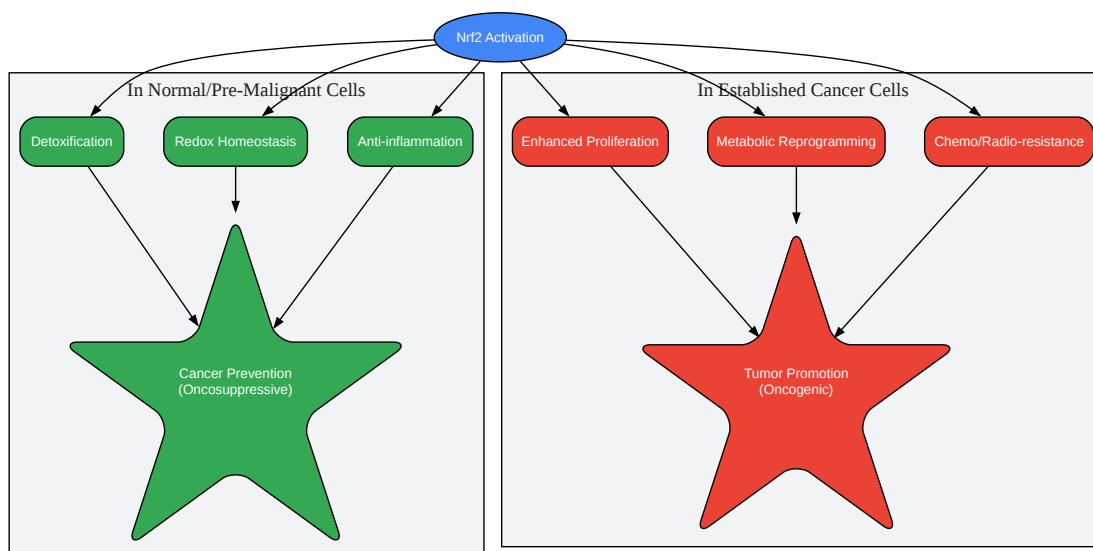 Nrf2 Activation
In Normal/Pre-Malignant Cells
Detoxification
Redox Homeostasis
Anti-inflammation
Cancer Prevention
(Oncosuppressive)
In Established Cancer Cells
Enhanced Proliferation
Metabolic Reprogramming
Chemo/Radio-resistance
Tumor Promotion
(Oncogenic)